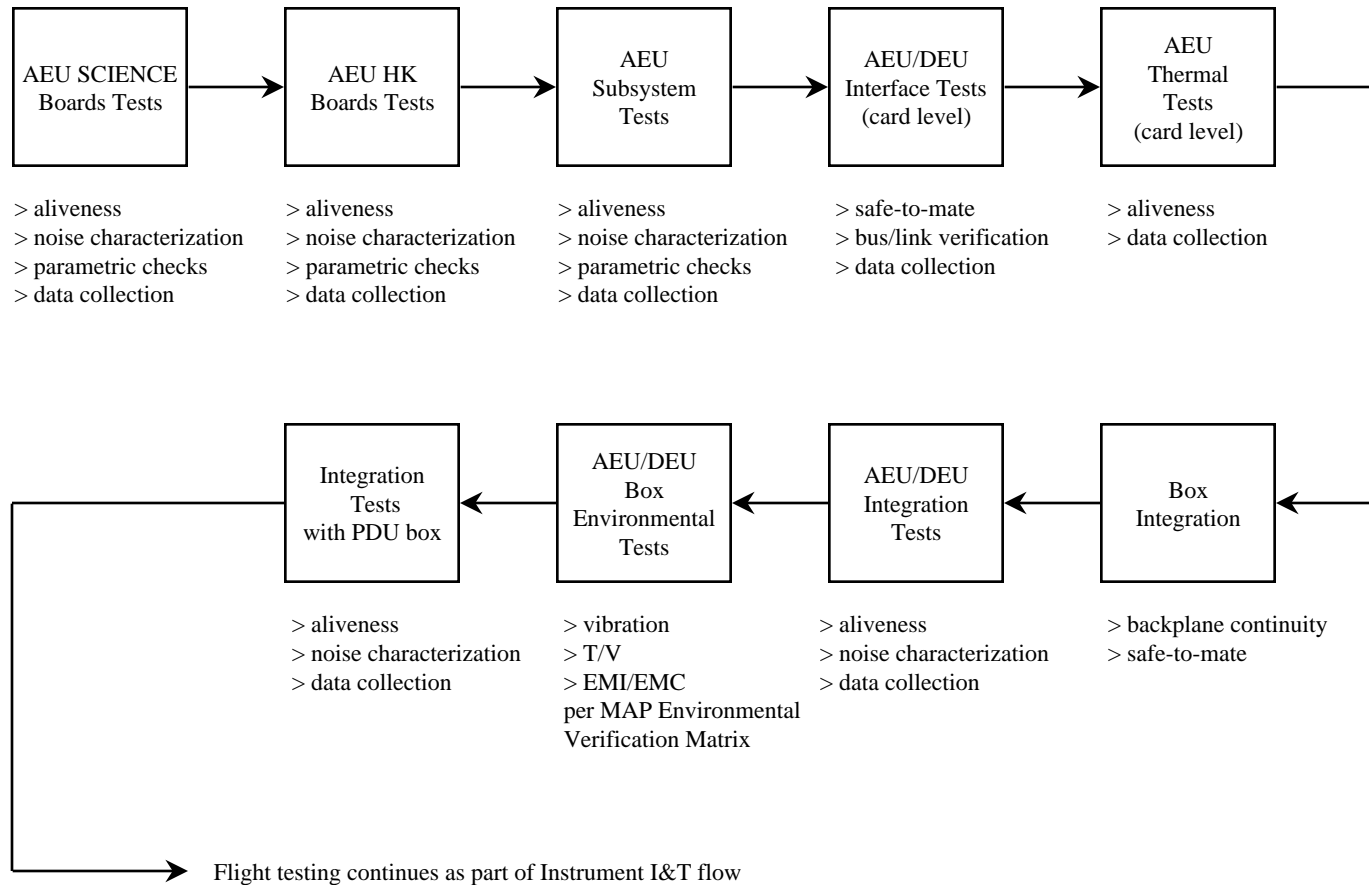 AEU SCIENCE
Boards Tests
AEU HK
Boards Tests
AEU
Subsystem
Tests
AEU/DEU
Interface Tests
(card level)
AEU
Thermal
Tests
(card level)
> aliveness
> noise characterization
> parametric checks
> data collection
> aliveness
> noise characterization
> parametric checks
> data collection
> aliveness
> noise characterization
> parametric checks
> data collection
> safe-to-mate
> bus/link verification
> data collection
> aliveness
> data collection
Integration
Tests
with PDU box
AEU/DEU
Box
Environmental
Tests
AEU/DEU
Integration
Tests
Box
Integration
> aliveness
> noise characterization
> data collection
> vibration
> T/V
> EMI/EMC
per MAP Environmental
Verification Matrix
> aliveness
> noise characterization
> data collection
> backplane continuity
> safe-to-mate
Flight testing continues as part of Instrument I&T flow